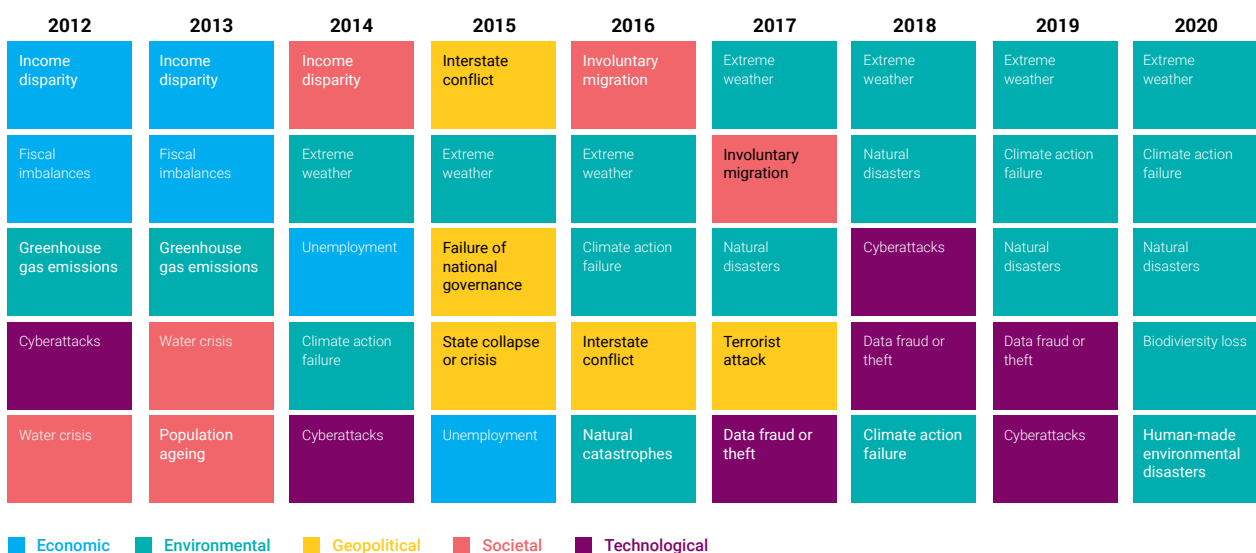 2012 2013 2014 2015 2016 2017 2018 2019 2020
Income
disparity
Income
disparity
Income
disparity
Interstate
conflict
Involuntary
migration
Extreme
weather
Extreme
weather
Extreme
weather
Extreme
weather
Fiscal
imbalances
Fiscal
imbalances
Extreme
weather
Extreme
weather
Extreme
weather
Involuntary
migration
Natural
disasters
Climate action
failure
Climate action
failure
Greenhouse
gas emissions
Greenhouse
gas emissions
Unemployment
Failure of
national
governance
Climate action
failure
Natural
disasters
Cyberattacks
Natural
disasters
Natural
disasters
Cyberattacks
Water crisis
Climate action
failure
State collapse
or crisis
Interstate
conflict
Terrorist
attack
Data fraud or
theft
Data fraud or
theft
Biodiviersity loss
Water crisis
Population
ageing
Cyberattacks
Unemployment
Natural
catastrophes
Data fraud or
theft
Climate action
failure
Cyberattacks
Human-made
environmental
disasters
Economic Environmental Geopolitical Societal Technological